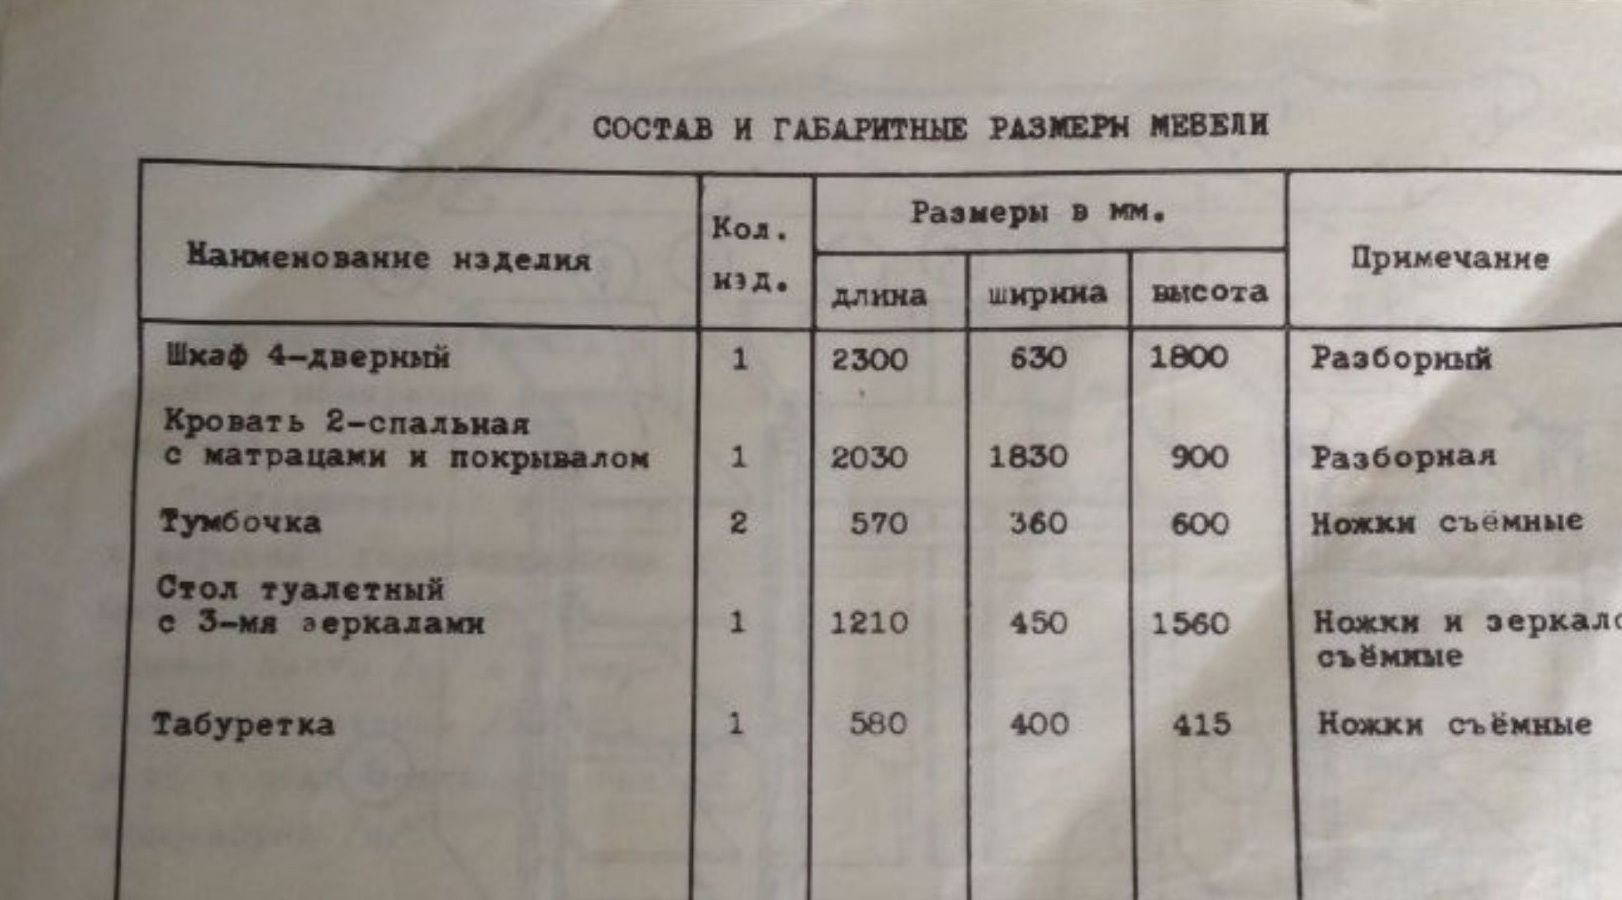 СОСТАВ И ГАБАРИТНЫЕ РАЗМЕРЫ МЕБЕЛИ
Наименование изделия Кол. изд. Размеры в мм. Примечание
длина ширина высота
Шкаф 4-дверный 1 2300 630 1800 Разборный
Кровать 2-спальная
с матрацами и покрывалом 1 2030 1830 900 Разборная
Тумбочка 2 570 360 600 Ножки съёмные
Стол туалетный
с 3-мя зеркалами 1 1210 450 1560 Ножки и
съёмные
Табуретка 1 580 400 415 Ножки съёмные